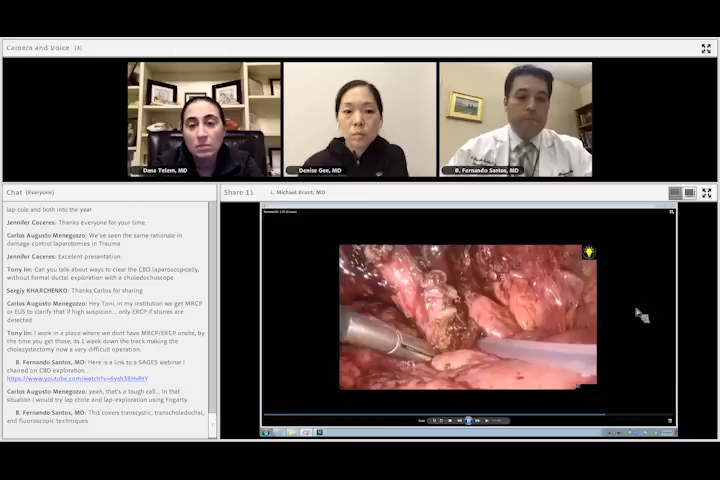 Camera and Voice (3)
Dana Telem, MD
Denise Gee, MD
B. Fernando Santos, MD
Chat (Everyone)
Share 11
L. Michael Brunt, MD
lap cole and both into the year.
Jennifer Caceres: Thanks everyone for your time.
Carlos Augusto Menegozzo: We've seen the same rationale in
damage control laparotomies in Trauma
Jennifer Caceres: Excellent presentation.
Tony lin: Can you talk about ways to clear the CBD laparoscopically,
without formal ductal exploration with a choledochoscope
Sergiy KHARCHENKO: Thanks Carlos for sharing
Carlos Augusto Menegozzo: Hey Toni, in my institution we get MRCP
or EUS to clarify that if high suspicion... only ERCP if stones are
detected
Tony lin: I work in a place where we dont have MRCP/ERCP onsite, by
the time you get those, its 1 week down the track making the
cholecystectomy now a very difficult operation.
B. Fernando Santos, MD: Here is a link to a SAGES webinar I
chaired on CBD exploration.
Carlos Augusto Menegozzo: yeah, that's a tough call... In that
situation I would try lap chole and lap-exploration using Fogarty
B. Fernando Santos, MD: This covers transcystic, transcholedochal,
and fluoroscopic techniques